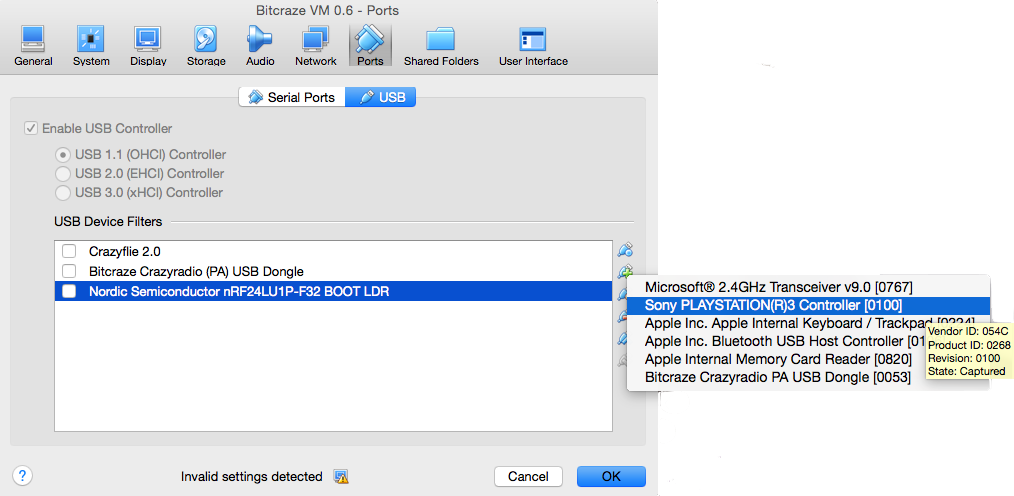 Bitcraze VM 0.6 - Ports
General System Display Storage Audio Network Ports Shared Folders User Interface
Serial Ports USB
Enable USB Controller
USB 1.1 (OHCI) Controller
USB 2.0 (EHCI) Controller
USB 3.0 (xHCI) Controller
USB Device Filters
Crazyflie 2.0
Bitcraze Crazyradio (PA) USB Dongle
Nordic Semiconductor nRF24LU1P-F32 BOOT LDR
Microsoft® 2.4GHz Transceiver v9.0 [0767]
Sony PLAYSTATION(R)3 Controller [0100]
Apple Inc. Apple Internal Keyboard / Trackpad [0224]
Apple Inc. Bluetooth USB Host Controller [01
Apple Internal Memory Card Reader [0820]
Bitcraze Crazyradio PA USB Dongle [0053]
Vendor ID: 054C
Product ID: 0268
Revision: 0100
State: Captured
? Invalid settings detected Cancel OK